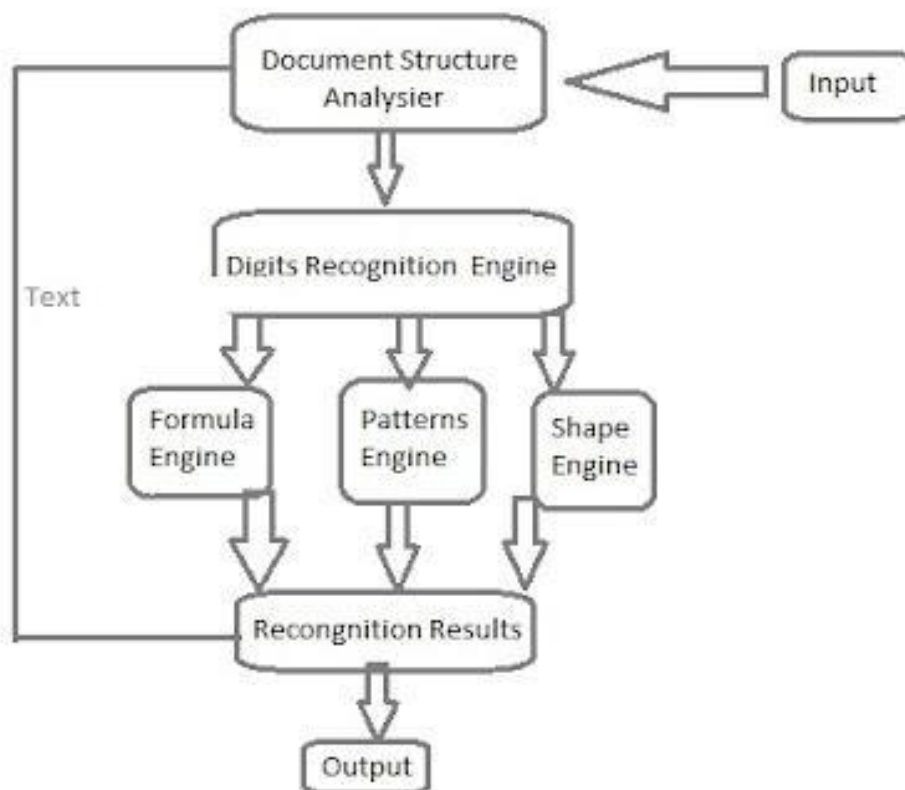 Document Structure
Analysier
Input
Digits Recognition Engine
Text
Formula
Engine
Patterns
Engine
Shape
Engine
Recongnition Results
Output